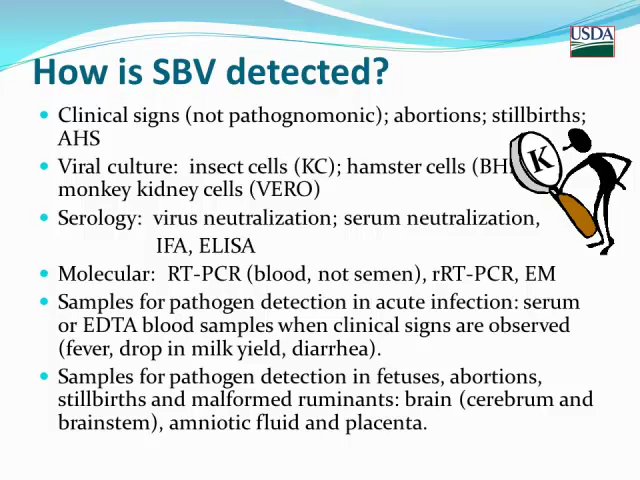 USDA
How is SBV detected?
Clinical signs (not pathognomonic); abortions; stillbirths;
AHS
Viral culture: insect cells (KC); hamster cells (BH
monkey kidney cells (VERO)
Serology: virus neutralization; serum neutralization,
IFA, ELISA
Molecular: RT-PCR (blood, not semen), rRT-PCR, EM
Samples for pathogen detection in acute infection: serum
or EDTA blood samples when clinical signs are observed
(fever, drop in milk yield, diarrhea).
Samples for pathogen detection in fetuses, abortions,
stillbirths and malformed ruminants: brain (cerebrum and
brainstem), amniotic fluid and placenta.
K